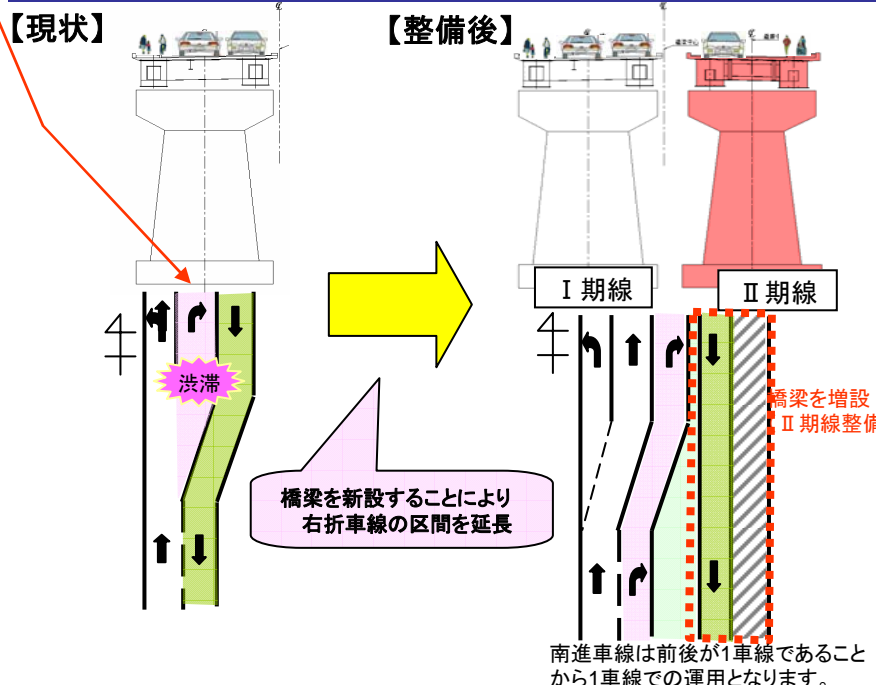 【現状】
【整備後】
Ⅰ期線
Ⅱ期線
渋滞
橋梁を増設
Ⅱ期線整備
橋梁を新設することにより
右折車線の区間を延長
南進車線は前後が1車線であること
から1車線での運用となります。